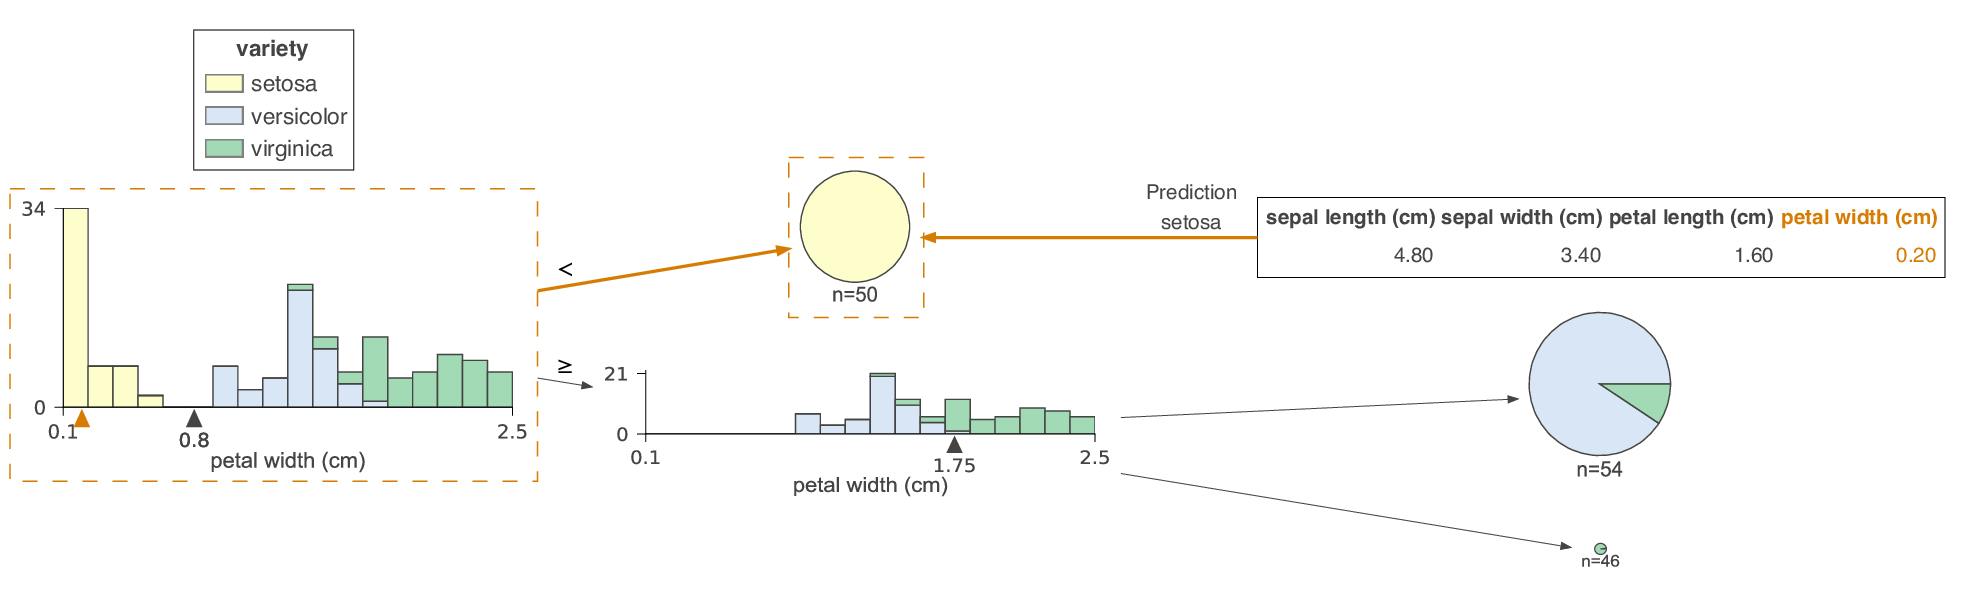 variety
setosa
versicolor
virginica
34
0
0.1
0.8
2.5
petal width (cm)
<
≥
n=50
Prediction
setosa
sepal length (cm) sepal width (cm) petal length (cm) petal width (cm)
4.80 3.40 1.60 0.20
21
0
0.1
1.75
2.5
petal width (cm)
n=54
n=46